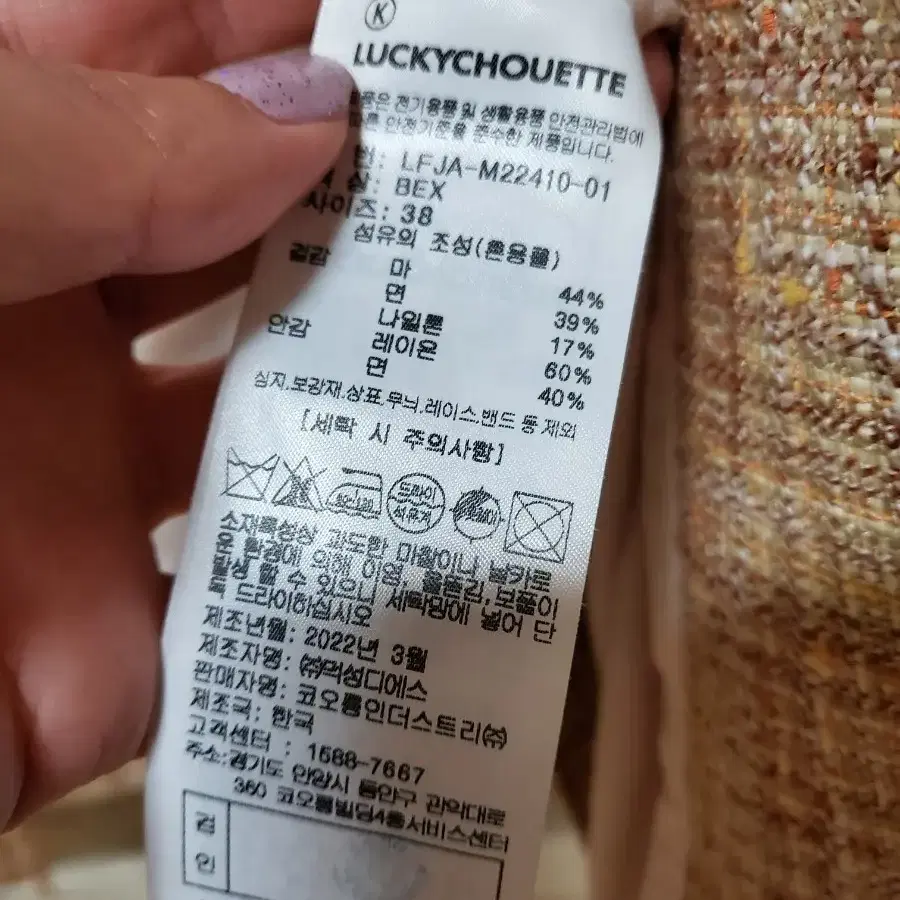 K
LUCKYCHOUETTE
품은 전기용품 및 생활용품 안전관리법에
안전기준을 준수한 제품입니다.
번: LFJA-M22410-01
상: BEX
사이즈: 38
섬유의 조성(혼용률)
겉감 마 44%
면 39%
나일론 17%
안감 레이온 60%
면 40%
심지.보강재.상표.무늬.레이스.밴드 등 제외
[세탁 시 주의사항]
80~120
드라이
석유계
소재특성상 과도한 마찰이나 날카로
운 환경에 의해 이염, 올뜯김, 보풀이
발생 할 수 있으니 세탁망에 넣어 단
독 드라이하십시오
제조년월: 2022년 3월
제조자명: ㈜덕성디에스
판매자명: 코오롱인더스트리㈜
제조국: 한국
고객센터 : 1588-7667
주소:경기도 안양시 동안구 관악대로
360 코오롱빌딩4층서비스센터
검
인